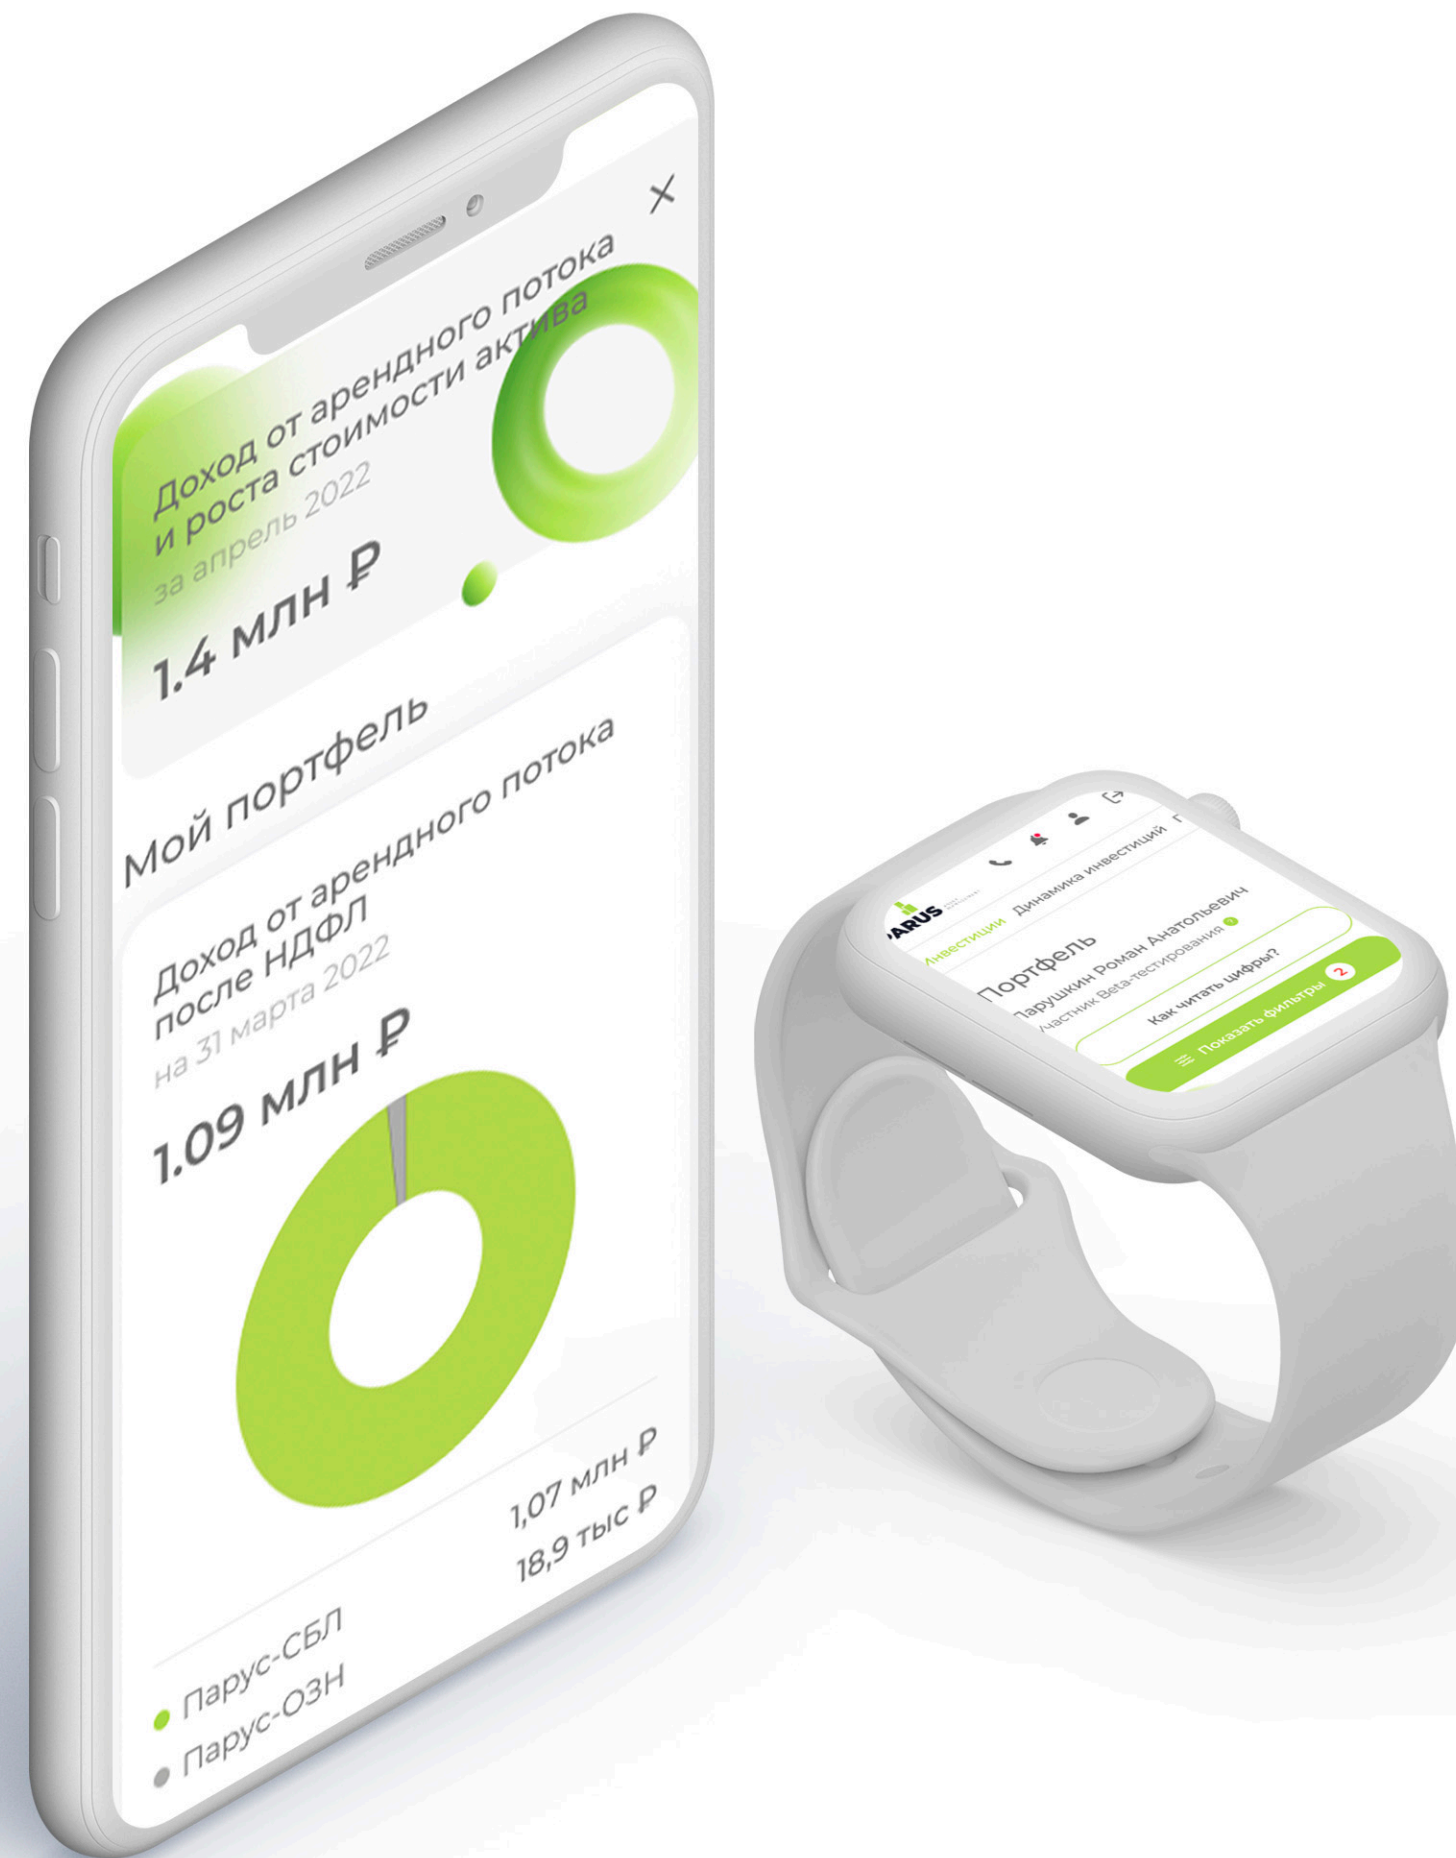 Доход от арендного потока
и роста стоимости актива
за апрель 2022
1.4 млн ₽
Мой портфель
Доход от арендного потока
после НДФЛ
на 31 марта 2022
1.09 млн ₽
1,07 млн ₽
18,9 тыс ₽
Парус-СБЛ
Парус-ОЗН
PARUS
Инвестиции Динамика инвестиций
Портфель
Парушкин Роман Анатольевич
Участник Beta-тестирования ?
Как читать цифры?
Показать фильтры 2